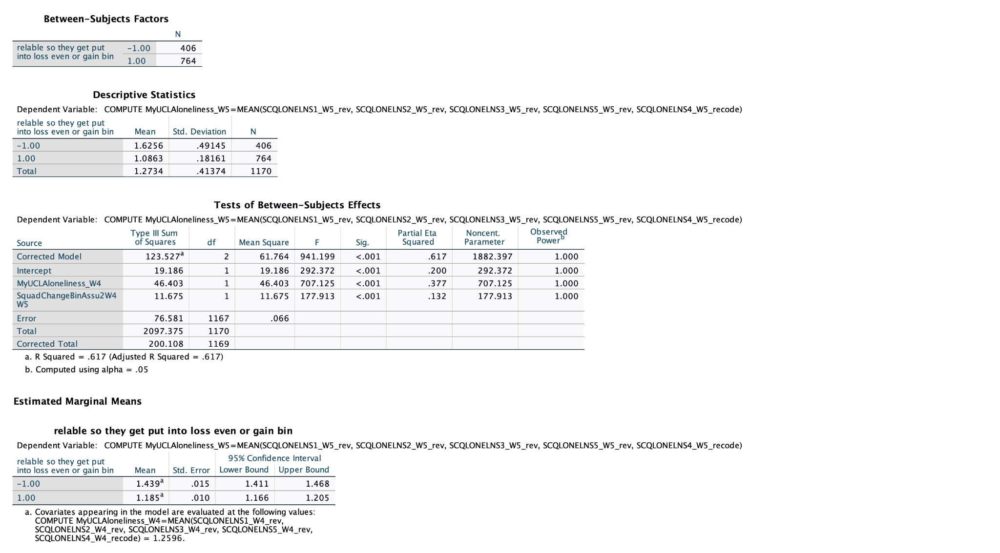 Between-Subjects Factors
N
relable so they get put into loss even or gain bin -1.00 406
1.00 764
Descriptive Statistics
Dependent Variable: COMPUTE MyUCLAloneliness_W5=MEAN(SCQLONELNS1_W5_rev, SCQLONELNS2_W5_rev, SCQLONELNS3_W5_rev, SCQLONELNS5_W5_rev, SCQLONELNS4_W5_recode)
relable so they get put
into loss even or gain bin Mean Std. Deviation N
-1.00 1.6256 .49145 406
1.00 1.0863 .18161 764
Total 1.2734 .41374 1170
Tests of Between-Subjects Effects
Dependent Variable: COMPUTE MyUCLAloneliness_W5=MEAN(SCQLONELNS1_W5_rev, SCQLONELNS2_W5_rev, SCQLONELNS3_W5_rev, SCQLONELNS5_W5_rev, SCQLONELNS4_W5_recode)
Source Type III Sum of Squares df Mean Square F Sig. Partial Eta Squared Noncent. Parameter Observed Power^b
Corrected Model 123.527^a 2 61.764 941.199 <.001 .617 1882.397 1.000
Intercept 19.186 1 19.186 292.372 <.001 .200 292.372 1.000
MyUCLAloneliness_W4 46.403 1 46.403 707.125 <.001 .377 707.125 1.000
SquadChangeBinAssu2W4 11.675 1 11.675 177.913 <.001 .132 177.913 1.000
W5
Error 76.581 1167 .066
Total 2097.375 1170
Corrected Total 200.108 1169
a. R Squared = .617 (Adjusted R Squared = .617)
b. Computed using alpha = .05
Estimated Marginal Means
relable so they get put into loss even or gain bin
Dependent Variable: COMPUTE MyUCLAloneliness_W5=MEAN(SCQLONELNS1_W5_rev, SCQLONELNS2_W5_rev, SCQLONELNS3_W5_rev, SCQLONELNS5_W5_rev, SCQLONELNS4_W5_recode)
95% Confidence Interval
relable so they get put
into loss even or gain bin Mean Std. Error Lower Bound Upper Bound
-1.00 1.439^a .015 1.411 1.468
1.00 1.185^a .010 1.166 1.205
a. Covariates appearing in the model are evaluated at the following values:
COMPUTE MyUCLAloneliness_W4=MEAN(SCQLONELNS1_W4_rev,
SCQLONELNS2_W4_rev, SCQLONELNS3_W4_rev, SCQLONELNS5_W4_rev,
SCQLONELNS4_W4_recode) = 1.2596.